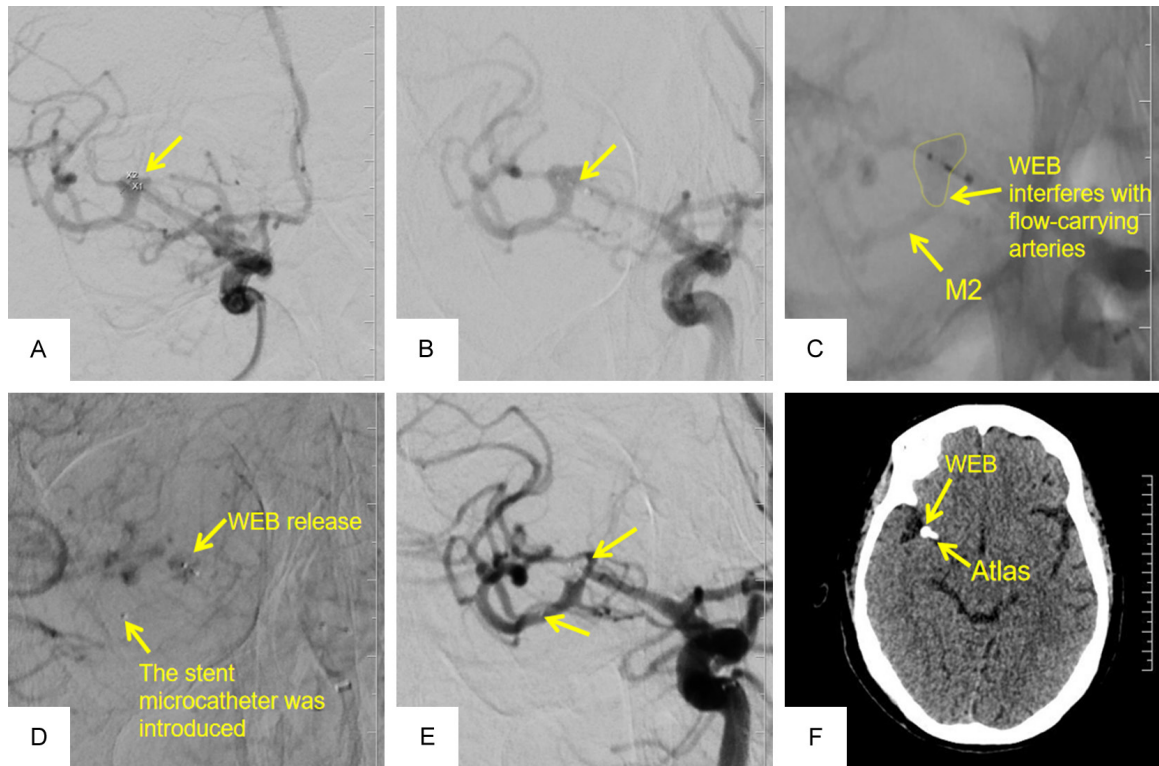 X2
X1
A
B
WEB
interferes with
flow-carrying
arteries
M2
C
WEB release
The stent
microcatheter was
introduced
D
E
WEB
Atlas
F